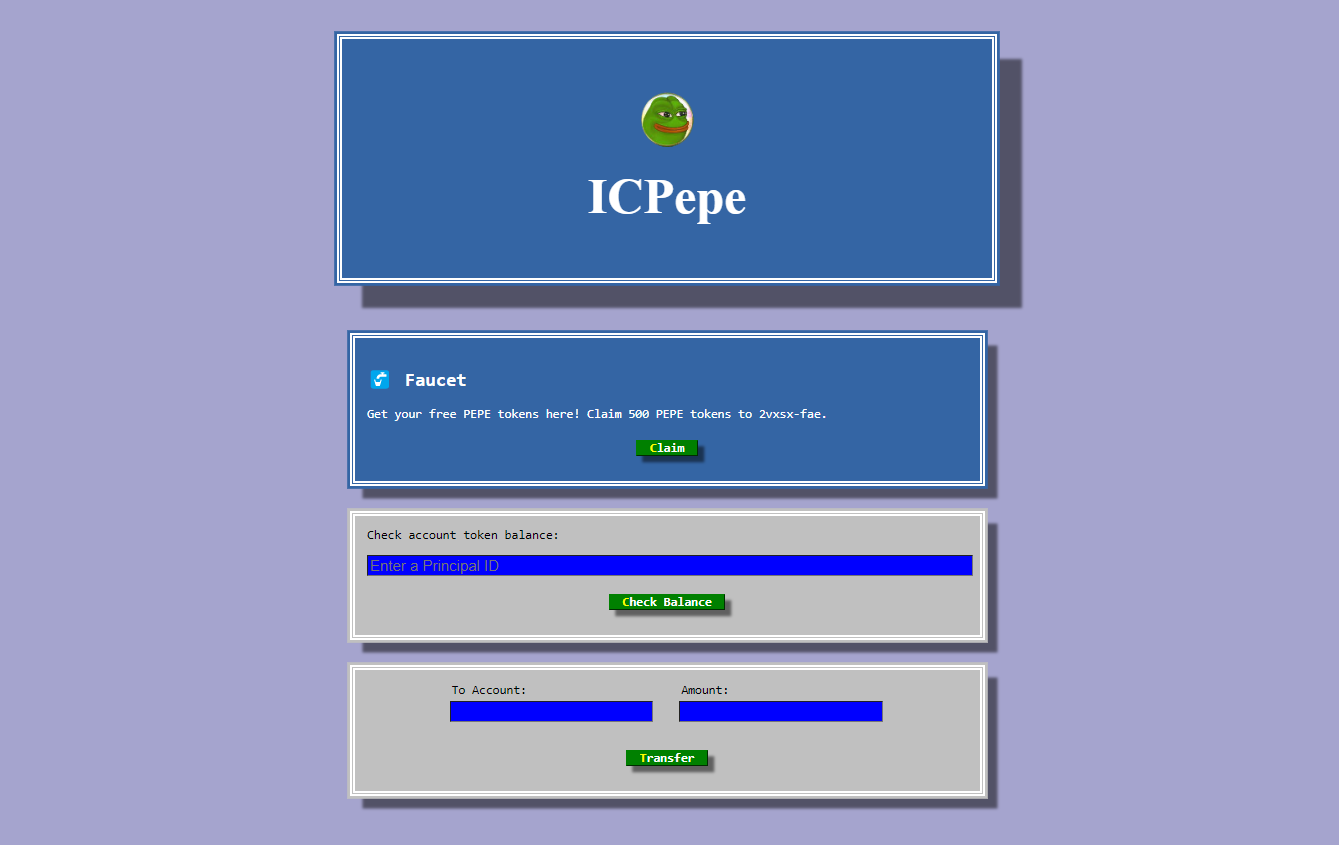 ICPepe
Faucet
Get your free PEPE tokens here! Claim 500 PEPE tokens to 2vxsx-fae.
Claim
Check account token balance:
Enter a Principal ID
Check Balance
To Account: Amount:
Transfer